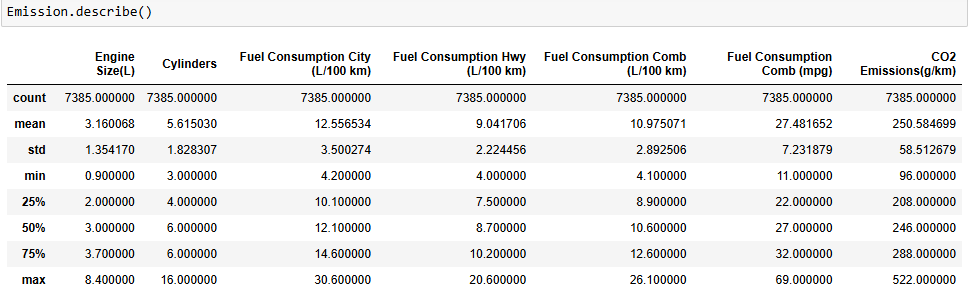 Emission.describe()
Engine Size(L) Cylinders Fuel Consumption City (L/100 km) Fuel Consumption Hwy (L/100 km) Fuel Consumption Comb (L/100 km) Fuel Consumption Comb (mpg) CO2 Emissions(g/km)
count 7385.000000 7385.000000 7385.000000 7385.000000 7385.000000 7385.000000 7385.000000
mean 3.160068 5.615030 12.556534 9.041706 10.975071 27.481652 250.584699
std 1.354170 1.828307 3.500274 2.224456 2.892506 7.231879 58.512679
min 0.900000 3.000000 4.200000 4.000000 4.100000 11.000000 96.000000
25% 2.000000 4.000000 10.100000 7.500000 8.900000 22.000000 208.000000
50% 3.000000 6.000000 12.100000 8.700000 10.600000 27.000000 246.000000
75% 3.700000 6.000000 14.600000 10.200000 12.600000 32.000000 288.000000
max 8.400000 16.000000 30.600000 20.600000 26.100000 69.000000 522.000000